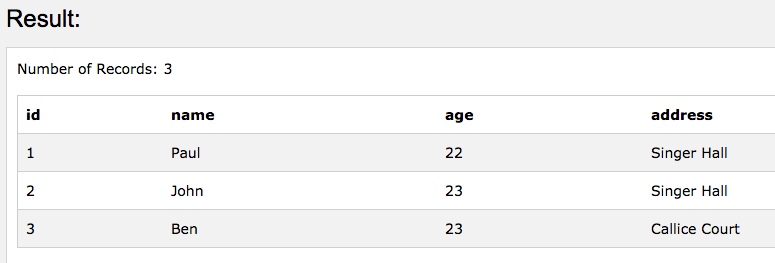 Result:
Number of Records: 3
id name age address
1 Paul 22 Singer Hall
2 John 23 Singer Hall
3 Ben 23 Callice Court